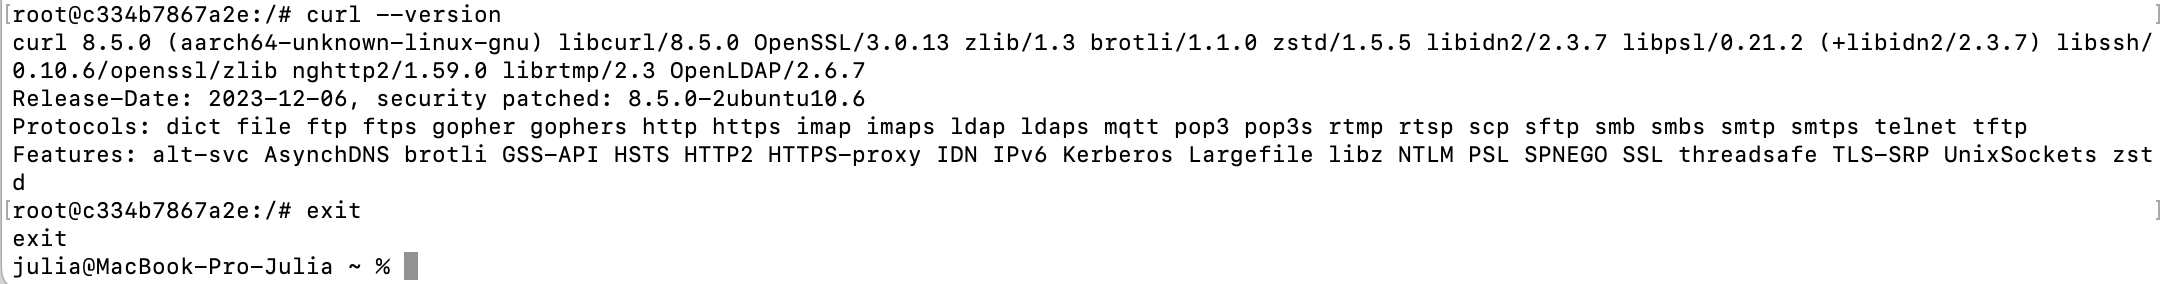 [root@c334b7867a2e:/# curl --version ]
curl 8.5.0 (aarch64-unknown-linux-gnu) libcurl/8.5.0 OpenSSL/3.0.13 zlib/1.3 brotli/1.1.0 zstd/1.5.5 libidn2/2.3.7 libpsl/0.21.2 (+libidn2/2.3.7) libssh/
0.10.6/openssl/zlib nghttp2/1.59.0 librtmp/2.3 OpenLDAP/2.6.7
Release-Date: 2023-12-06, security patched: 8.5.0-2ubuntu10.6
Protocols: dict file ftp ftps gopher gophers http https imap imaps ldap ldaps mqtt pop3 pop3s rtmp rtsp scp sftp smb smbs smtp smtps telnet tftp
Features: alt-svc AsynchDNS brotli GSS-API HSTS HTTP2 HTTPS-proxy IDN IPv6 Kerberos Largefile libz NTLM PSL SPNEGO SSL threadsafe TLS-SRP UnixSockets zst
d
[root@c334b7867a2e:/# exit ]
exit
julia@MacBook-Pro-Julia ~ %